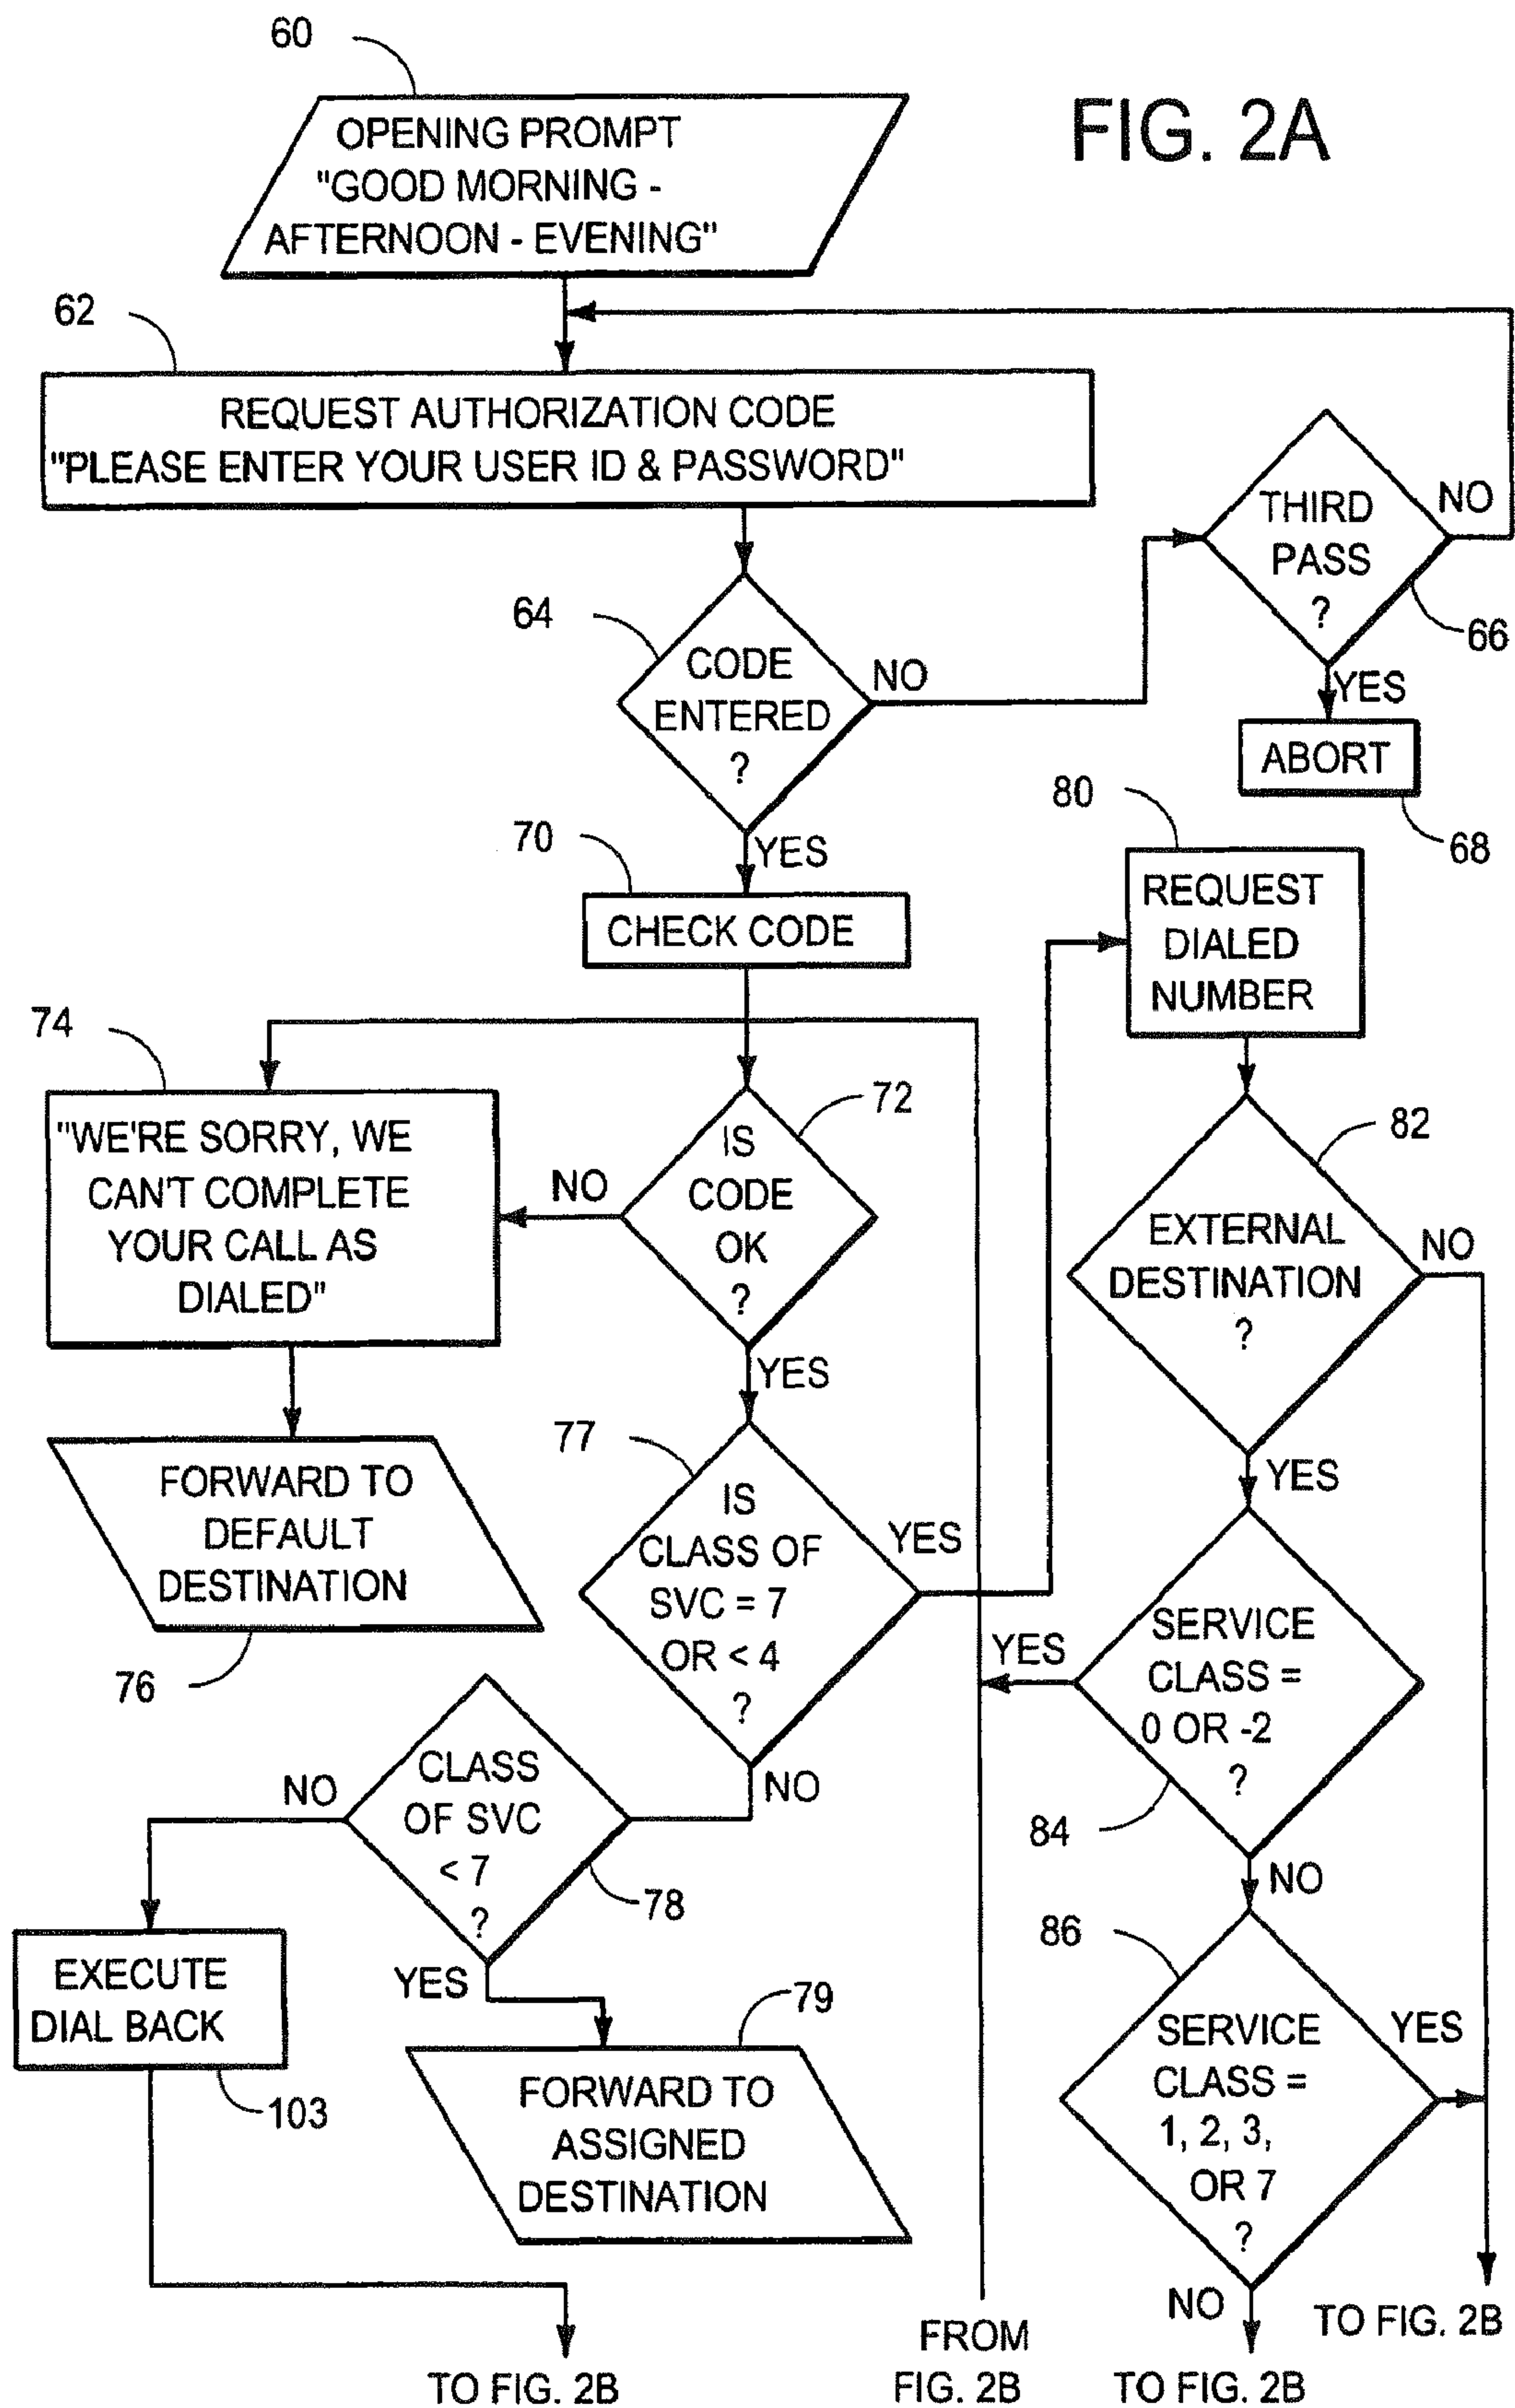 60
FIG. 2A
OPENING PROMPT
"GOOD MORNING -
AFTERNOON - EVENING"
62
REQUEST AUTHORIZATION CODE
"PLEASE ENTER YOUR USER ID & PASSWORD"
THIRD
PASS
?
NO
66
YES
ABORT
68
64
CODE
ENTERED
?
NO
YES
70
CHECK CODE
80
REQUEST
DIALED
NUMBER
74
"WE'RE SORRY, WE
CAN'T COMPLETE
YOUR CALL AS
DIALED"
NO
72
IS
CODE
OK
?
YES
82
EXTERNAL
DESTINATION
?
NO
YES
FORWARD TO
DEFAULT
DESTINATION
76
77
IS
CLASS OF
SVC = 7
OR < 4
?
YES
NO
YES
SERVICE
CLASS =
0 OR -2
?
84
NO
NO
CLASS
OF SVC
< 7
?
78
YES
EXECUTE
DIAL BACK
103
79
FORWARD TO
ASSIGNED
DESTINATION
86
SERVICE
CLASS =
1, 2, 3,
OR 7
?
YES
NO
TO FIG. 2B
FROM
FIG. 2B
TO FIG. 2B
TO FIG. 2B